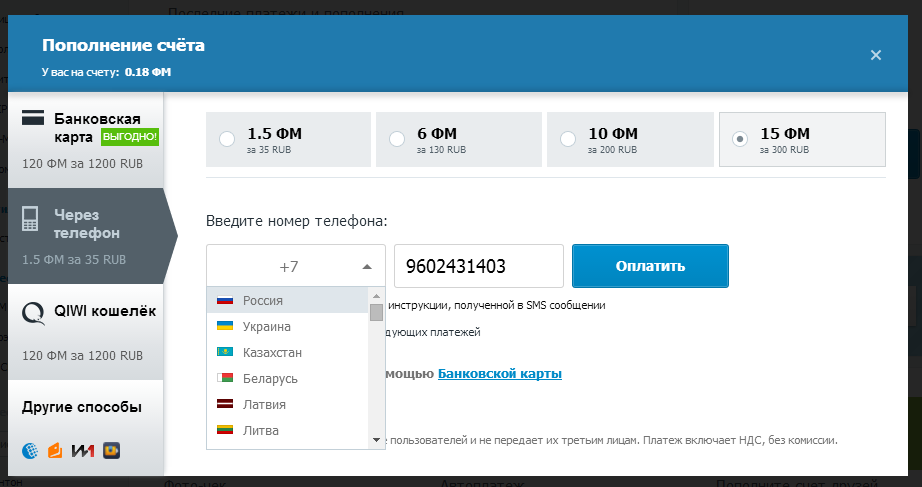 Последние платежи и пополнения
Пополнение счёта
У вас на счету: 0.18 ФМ
Банковская
карта ВЫГОДНО!
120 ФМ за 1200 RUB
Через
телефон
1.5 ФМ за 35 RUB
QIWI кошелёк
120 ФМ за 1200 RUB
Другие способы
1.5 ФМ
за 35 RUB
6 ФМ
за 130 RUB
10 ФМ
за 200 RUB
15 ФМ
за 300 RUB
Введите номер телефона:
+7
9602431403
Оплатить
Россия
Украина
Казахстан
Беларусь
Латвия
Литва
инструкции, полученной в SMS сообщении
дующих платежей
мощью Банковской карты
е пользователей и не передает их третьим лицам. Платеж включает НДС, без комиссии.
Фото-чек
Автоплатеж
Пополните счет друзей